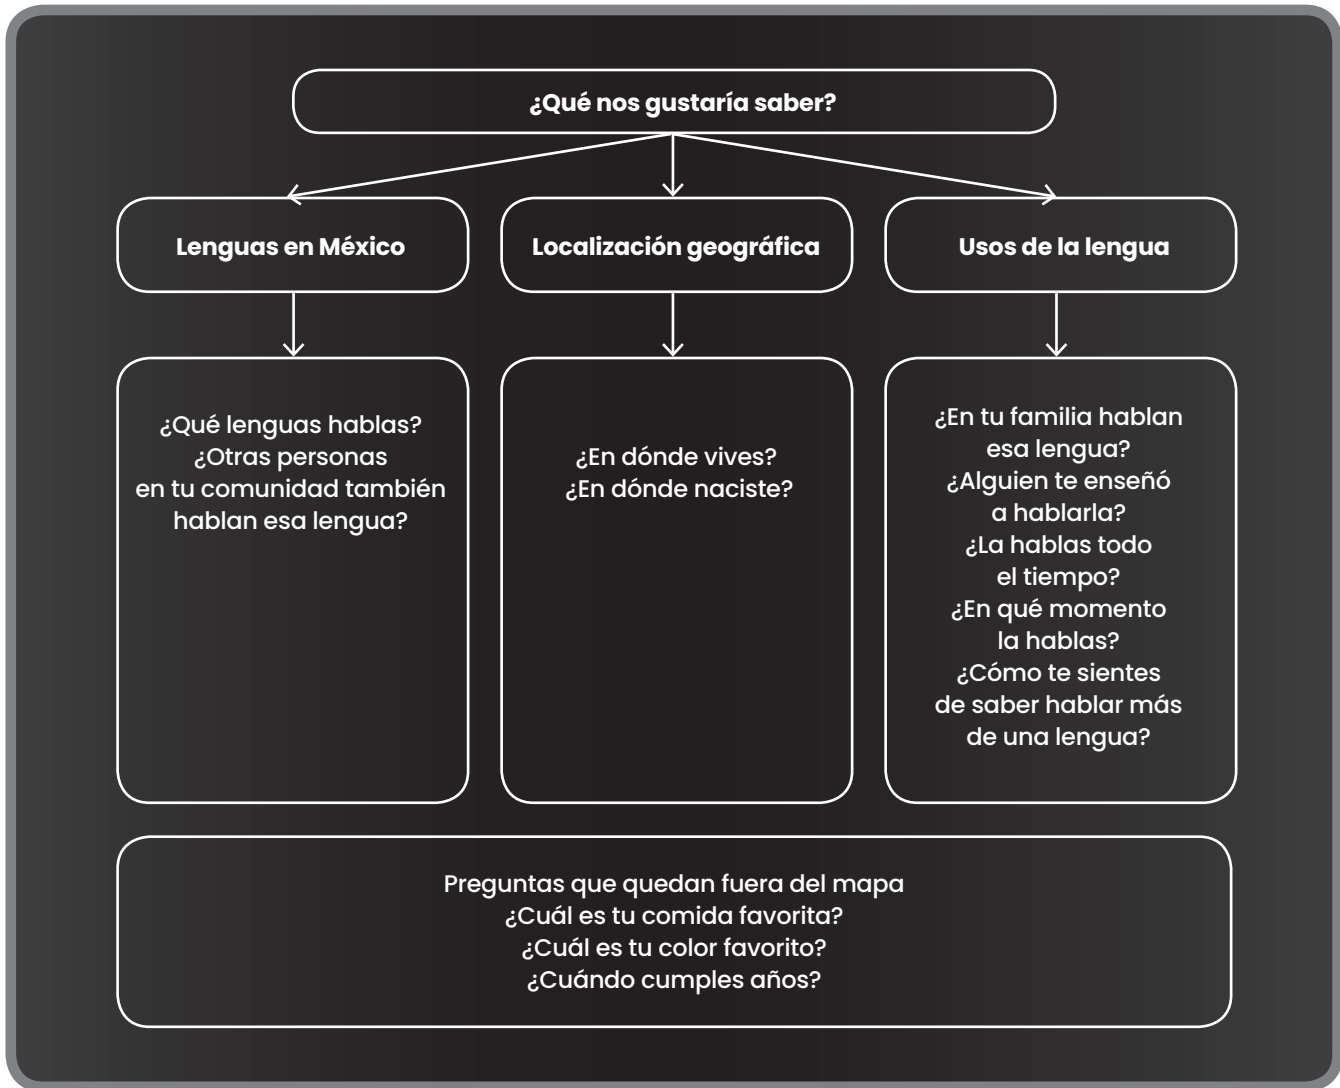 ¿Qué nos gustaría saber?
Lenguas en México
Localización geográfica
Usos de la lengua
¿Qué lenguas hablas?
¿Otras personas
en tu comunidad también
hablan esa lengua?
¿En dónde vives?
¿En dónde naciste?
¿En tu familia hablan
esa lengua?
¿Alguien te enseñó
a hablarla?
¿La hablas todo
el tiempo?
¿En qué momento
la hablas?
¿Cómo te sientes
de saber hablar más
de una lengua?
Preguntas que quedan fuera del mapa
¿Cuál es tu comida favorita?
¿Cuál es tu color favorito?
¿Cuándo cumples años?